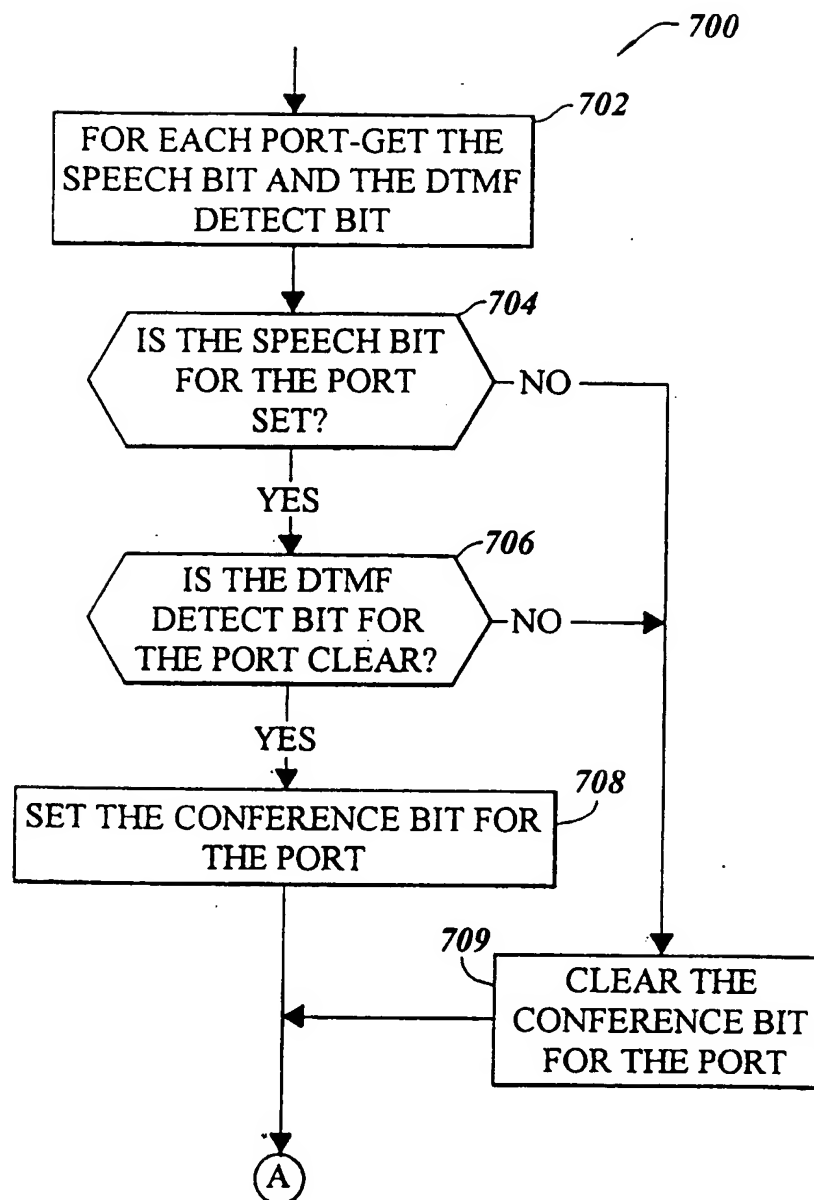 700
702
FOR EACH PORT-GET THE
SPEECH BIT AND THE DTMF
DETECT BIT
704
IS THE SPEECH BIT
FOR THE PORT
SET?
NO
YES
706
IS THE DTMF
DETECT BIT FOR
THE PORT CLEAR?
NO
YES
708
SET THE CONFERENCE BIT FOR
THE PORT
709
CLEAR THE
CONFERENCE BIT
FOR THE PORT
A